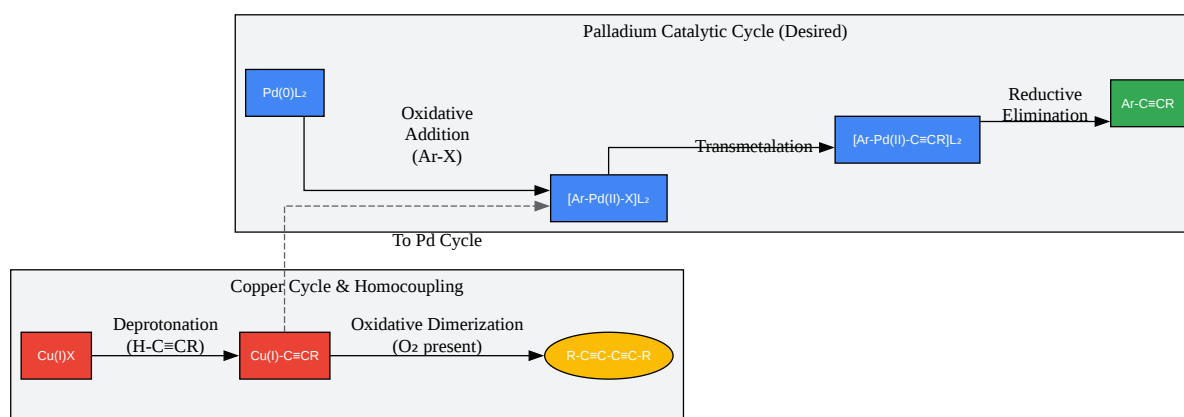 Palladium Catalytic Cycle (Desired)
Pd(0)L₂
Oxidative
Addition
(Ar-X)
[Ar-Pd(II)-X]L₂
Transmetalation
[Ar-Pd(II)-C≡CR]L₂
Reductive
Elimination
Ar-C≡CR
To Pd Cycle
Copper Cycle & Homocoupling
Cu(I)X
Deprotonation
(H-C≡CR)
Cu(I)-C≡CR
Oxidative Dimerization
(O₂ present)
R-C≡C-C≡C-R